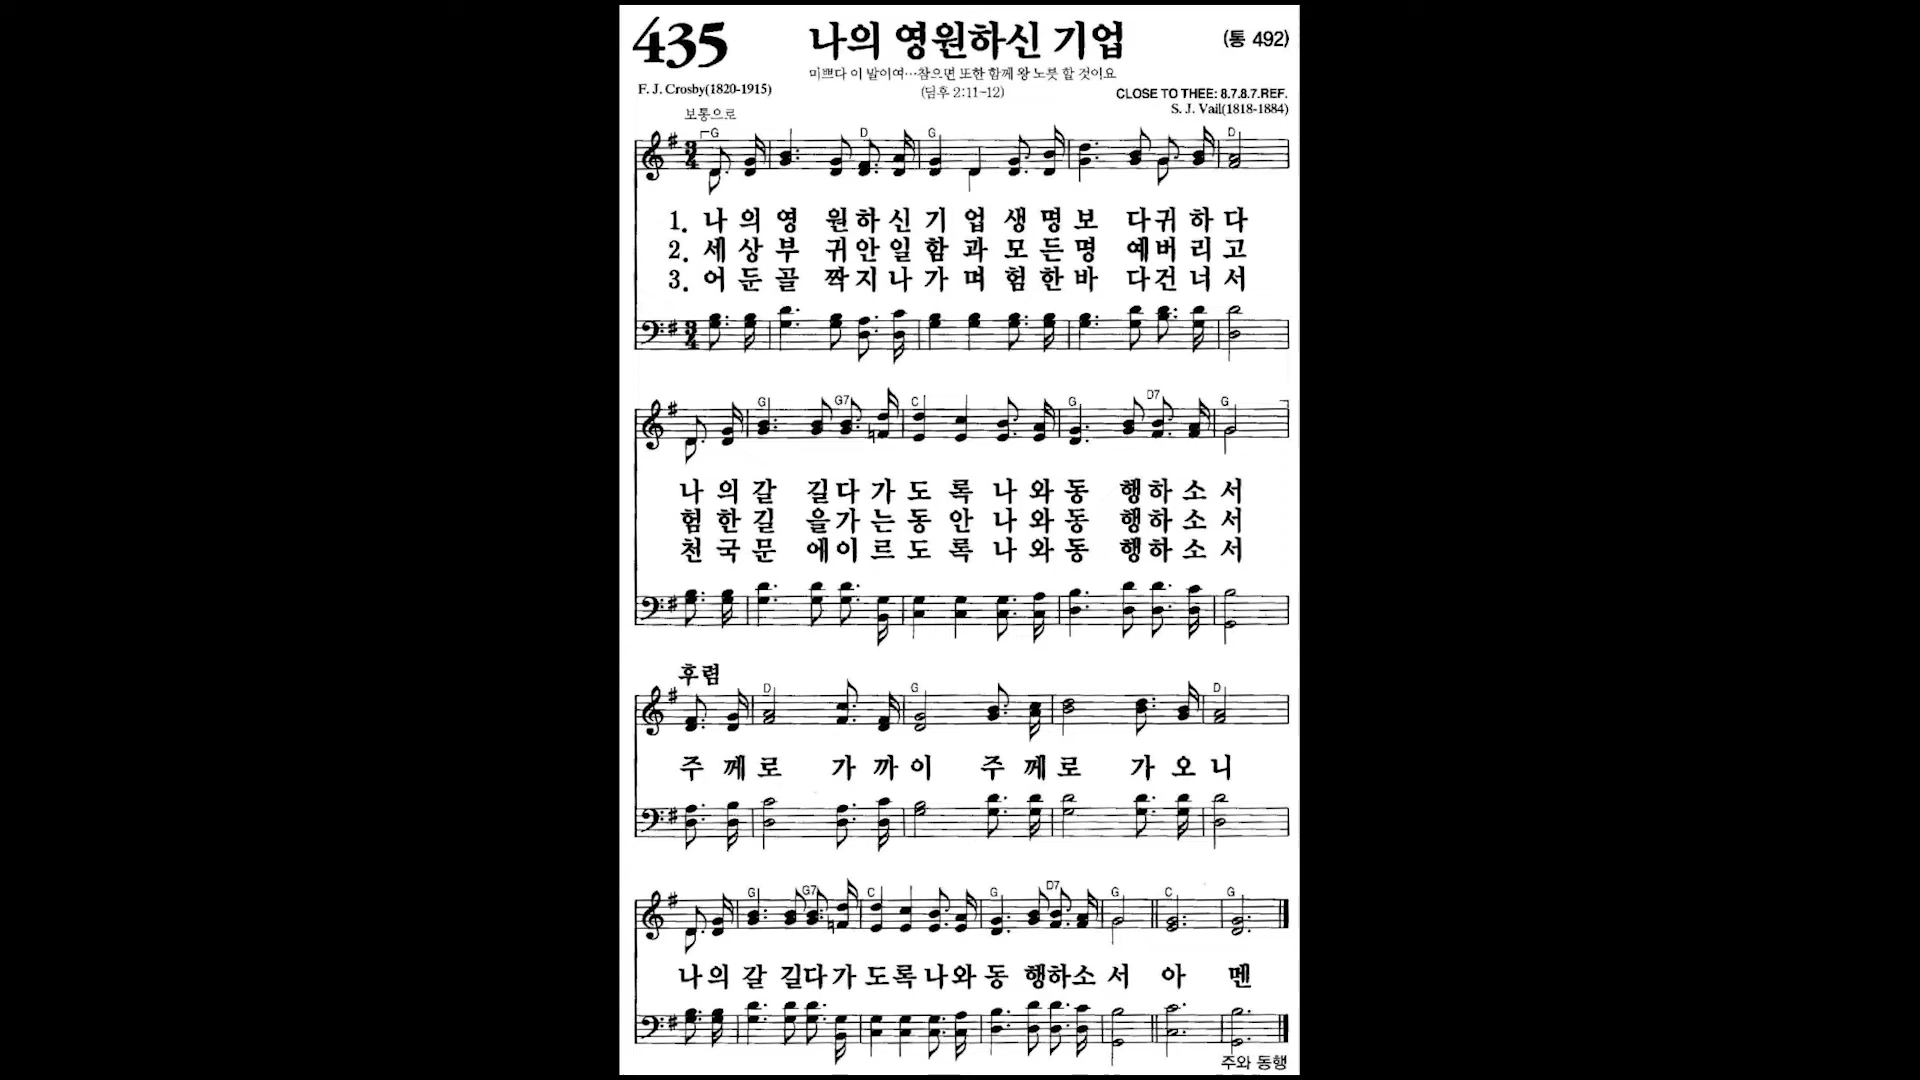 435 나의 영원하신 기업 (통 492)
미쁘다 이 말이여…참으면 또한 함께 왕 노릇 할 것이요
F. J. Crosby(1820-1915) (딤후 2:11-12) CLOSE TO THEE: 8.7.8.7.REF.
S. J. Vail(1818-1884)
보통으로
G D G D
1. 나의영 원하신기 업생명보 다귀하다
2. 세상부 귀안일함 과모든명 예버리고
3. 어둔골 짝지나가 며험한바 다건너서
G G7 C G D7 G
나의갈 길다가도록 나와동 행하소서
험한길 을가는동안 나와동 행하소서
천국문 에이르도록 나와동 행하소서
후렴
D G D
주께로 가까이 주께로 가오니
G G7 C G D7 G C G
나의 갈 길다가 도록나와동 행하소 서 아 멘
주와 동행